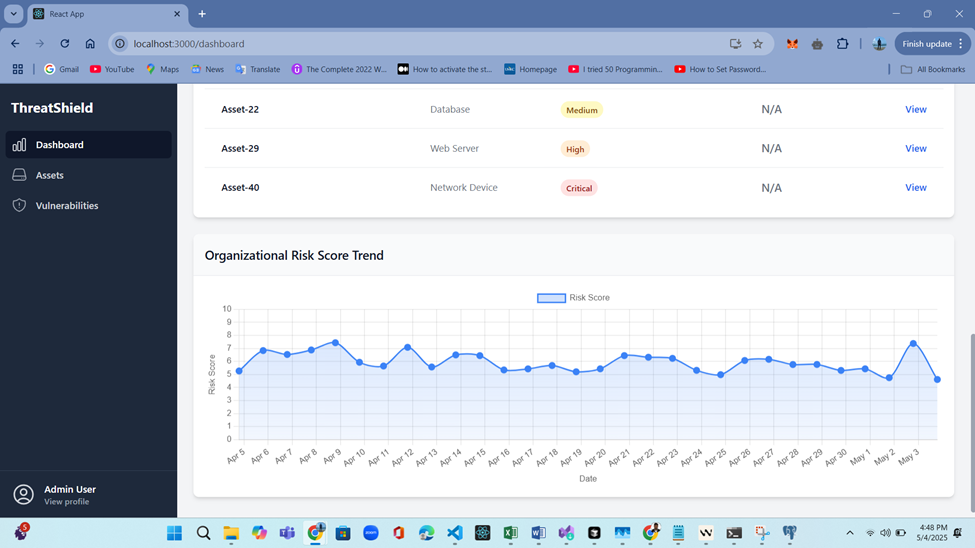 React App
localhost:3000/dashboard
Finish update
Gmail
YouTube
Maps
News
Translate
The Complete 2022 W...
How to activate the st...
Homepage
I tried 50 Programmin...
How to Set Password...
All Bookmarks
ThreatShield
Dashboard
Assets
Vulnerabilities
Asset-22 Database Medium N/A View
Asset-29 Web Server High N/A View
Asset-40 Network Device Critical N/A View
Organizational Risk Score Trend
Risk Score
10
9
8
7
6
5
4
3
2
1
0
Risk Score
Apr 5 Apr 6 Apr 7 Apr 8 Apr 9 Apr 10 Apr 11 Apr 12 Apr 13 Apr 14 Apr 15 Apr 16 Apr 17 Apr 18 Apr 19 Apr 20 Apr 21 Apr 22 Apr 23 Apr 24 Apr 25 Apr 26 Apr 27 Apr 28 Apr 29 Apr 30 May 1 May 2 May 3
Date
Admin User
View profile
5
4:48 PM
5/4/2025